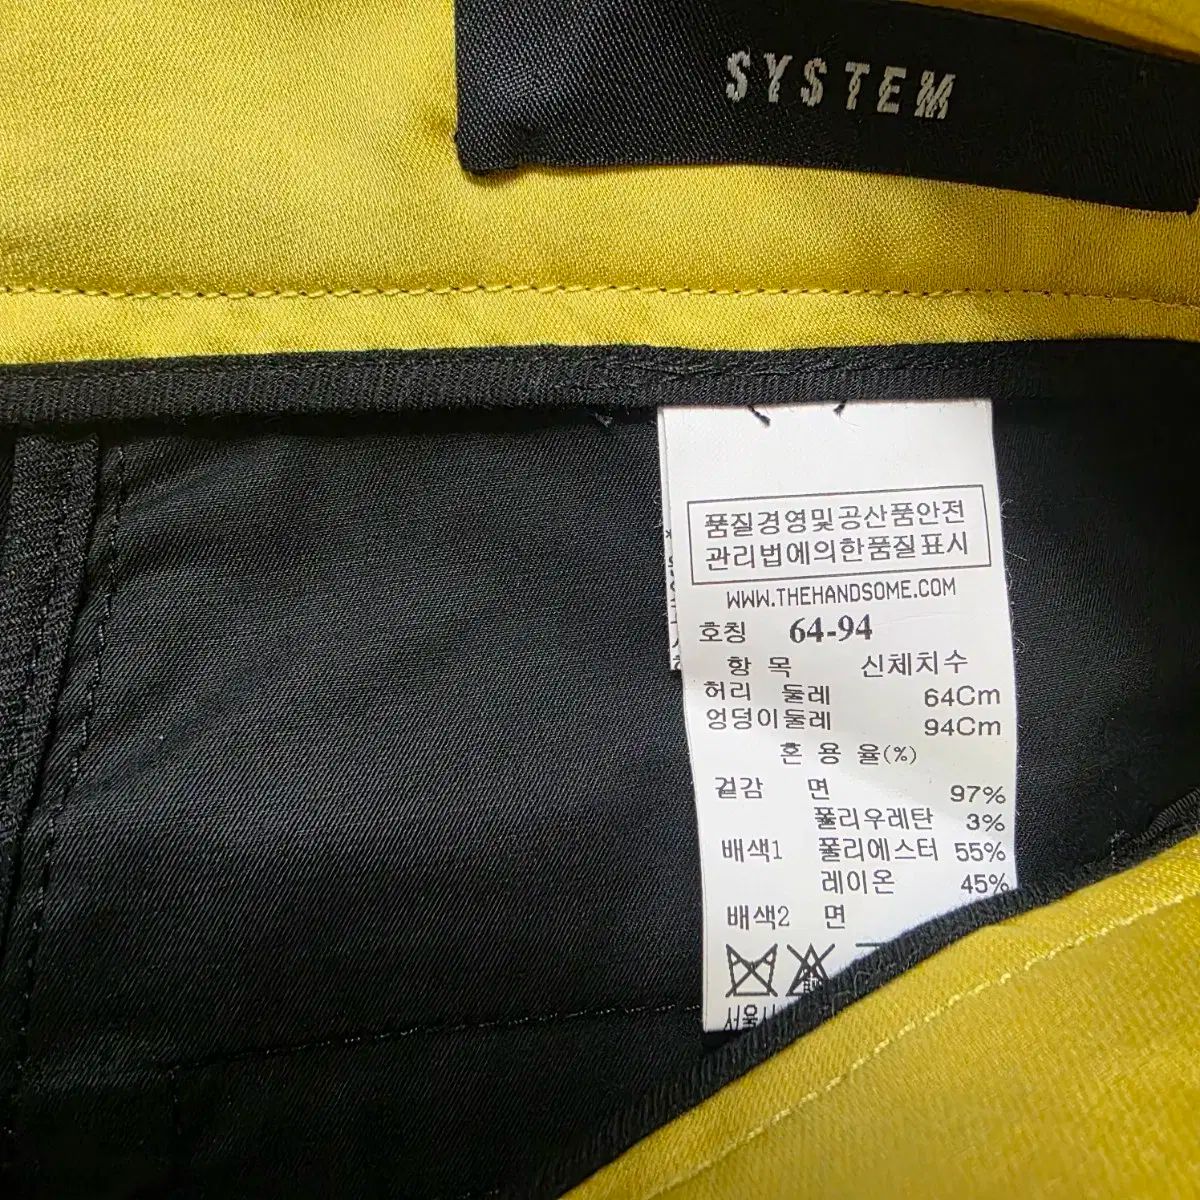 SYSTEM
품질경영및공산품안전
관리법에의한품질표시
WWW.THEHANDSOME.COM
호칭 64-94
항 목 신체치수
허리 둘레 64Cm
엉덩이둘레 94Cm
혼 용 율(%)
겉감 면 97%
폴리우레탄 3%
배색1 폴리에스터 55%
레이온 45%
배색2 면